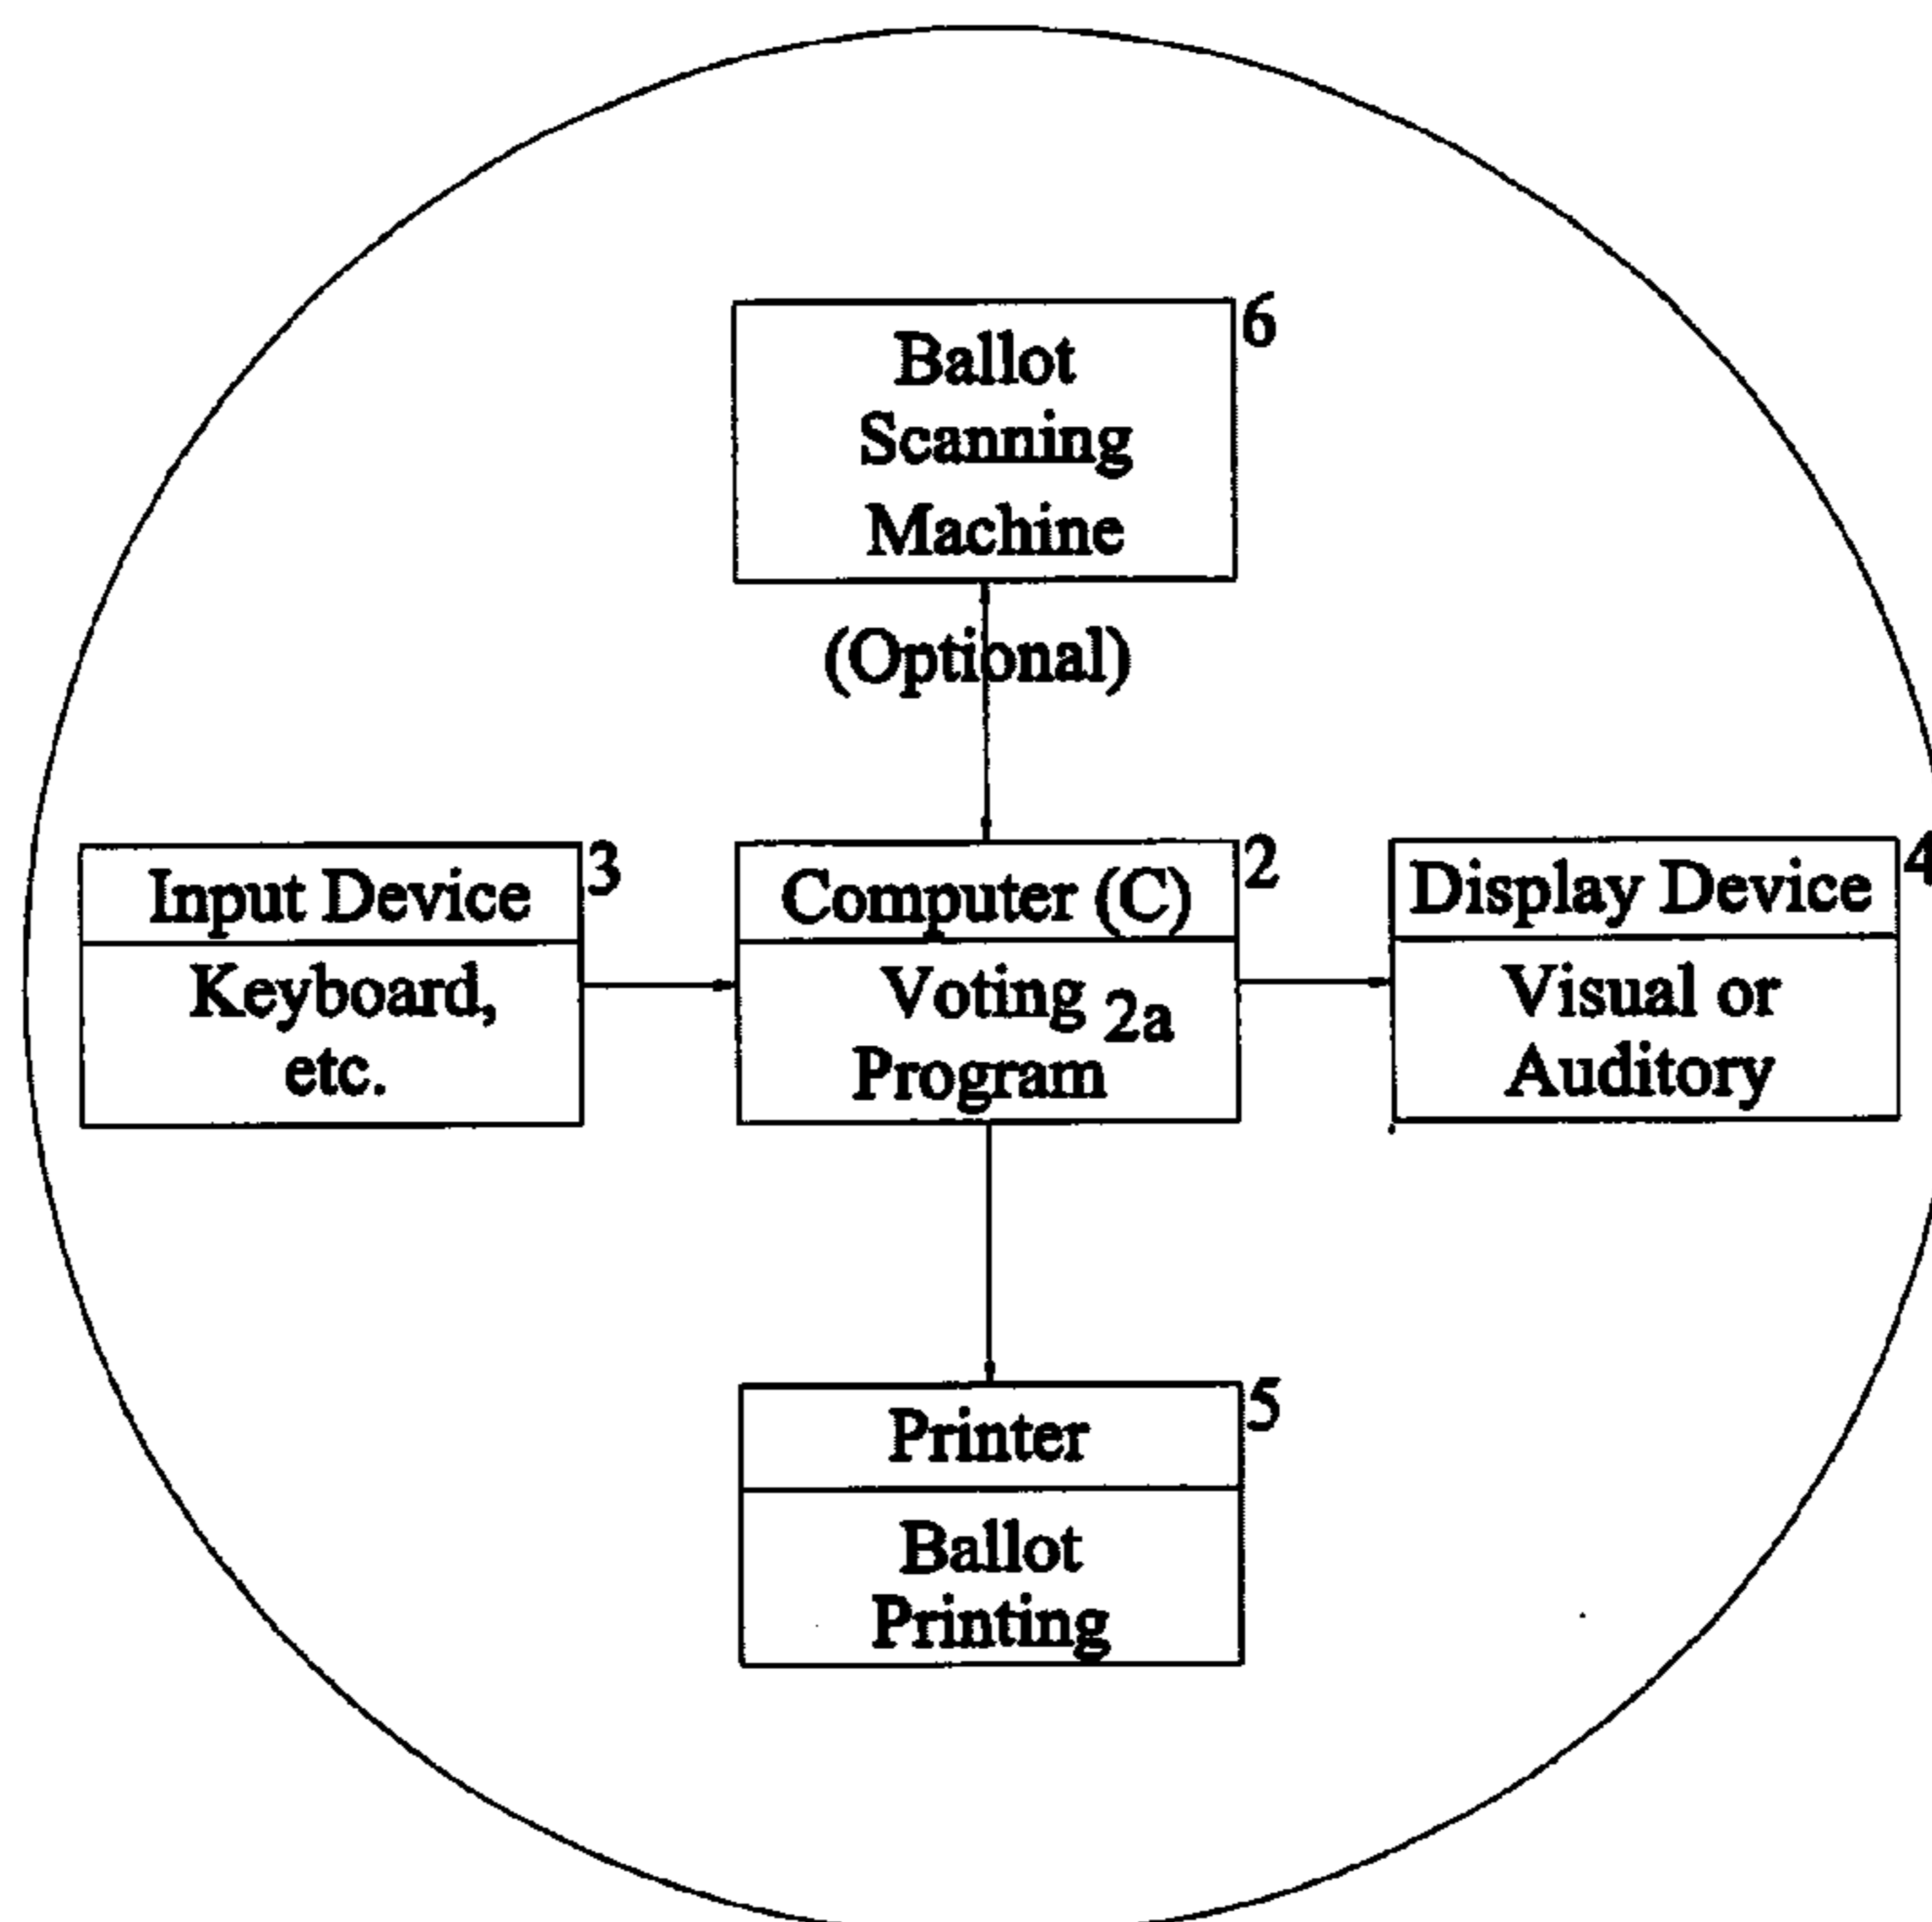 6
Ballot
Scanning
Machine
(Optional)
Input Device 3
Keyboard,
etc.
Computer (C) 2
Voting 2a
Program
Display Device 4
Visual or
Auditory
Printer 5
Ballot
Printing